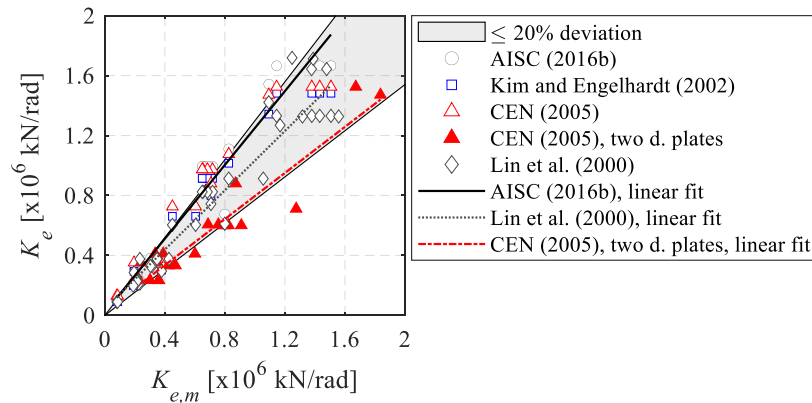 2
1.6
1.2
0.8
0.4
0
0 0.4 0.8 1.2 1.6 2
K_e [x10^6 kN/rad]
K_{e,m} [x10^6 kN/rad]
≤ 20% deviation
AISC (2016b)
Kim and Engelhardt (2002)
CEN (2005)
CEN (2005), two d. plates
Lin et al. (2000)
AISC (2016b), linear fit
Lin et al. (2000), linear fit
CEN (2005), two d. plates, linear fit